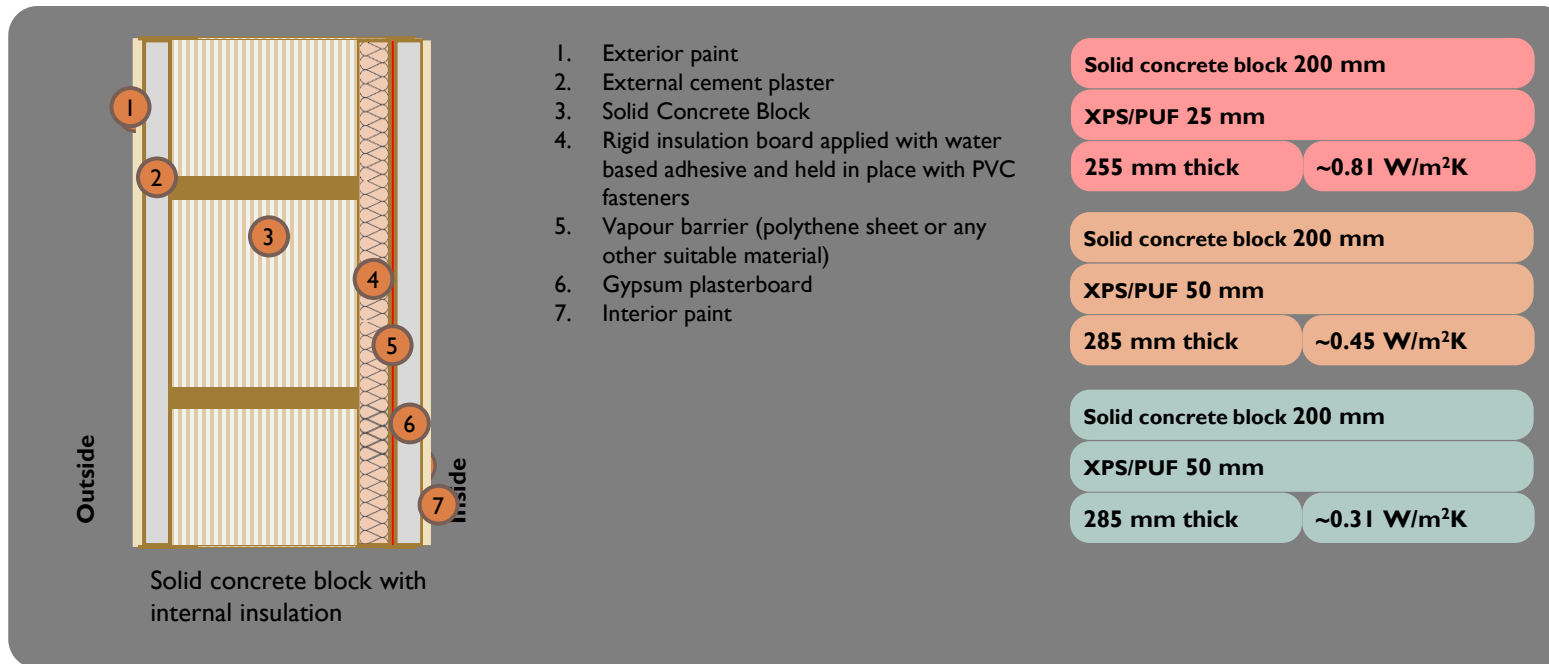 1
2
3
4
5
6
7
Outside
Inside
Solid concrete block with
internal insulation
1. Exterior paint
2. External cement plaster
3. Solid Concrete Block
4. Rigid insulation board applied with water
based adhesive and held in place with PVC
fasteners
5. Vapour barrier (polythene sheet or any
other suitable material)
6. Gypsum plasterboard
7. Interior paint
Solid concrete block 200 mm
XPS/PUF 25 mm
255 mm thick ~0.81 W/m²K
Solid concrete block 200 mm
XPS/PUF 50 mm
285 mm thick ~0.45 W/m²K
Solid concrete block 200 mm
XPS/PUF 50 mm
285 mm thick ~0.31 W/m²K